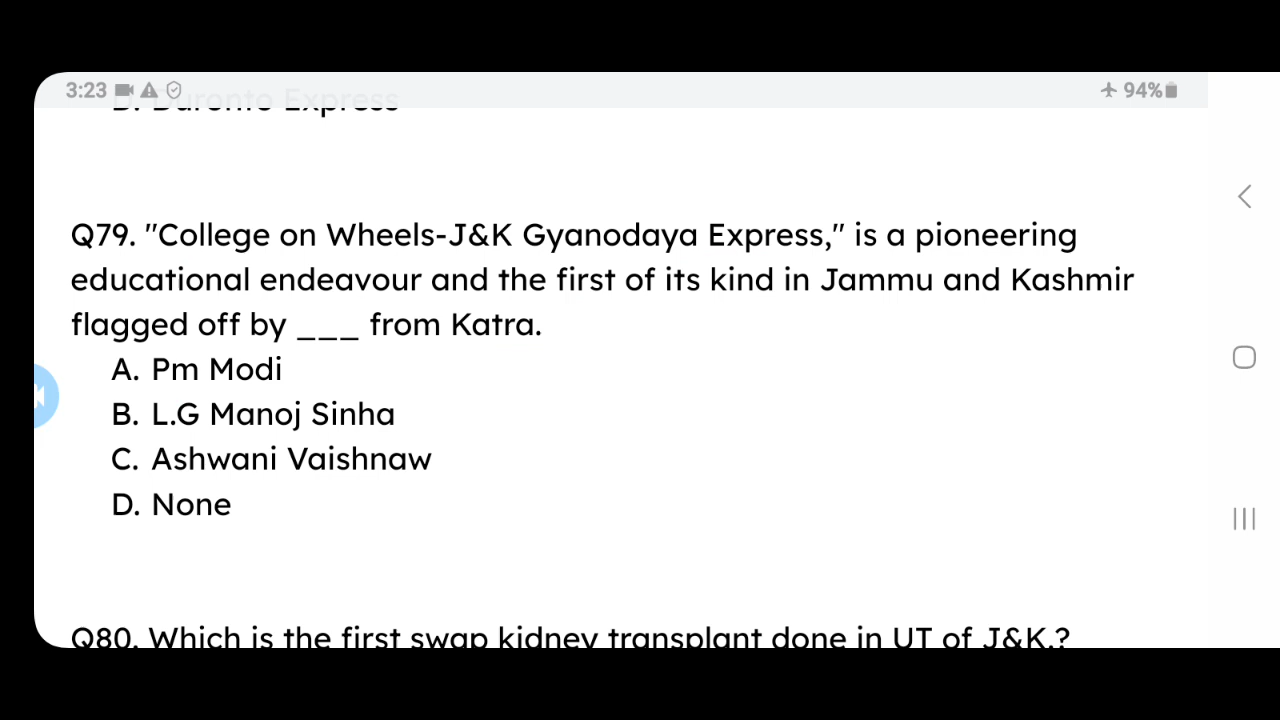 3:23 94%
D. Duronto Express
Q79. "College on Wheels-J&K Gyanodaya Express," is a pioneering
educational endeavour and the first of its kind in Jammu and Kashmir
flagged off by ___ from Katra.
A. Pm Modi
B. L.G Manoj Sinha
C. Ashwani Vaishnaw
D. None
Q80. Which is the first swap kidney transplant done in UT of J&K.?